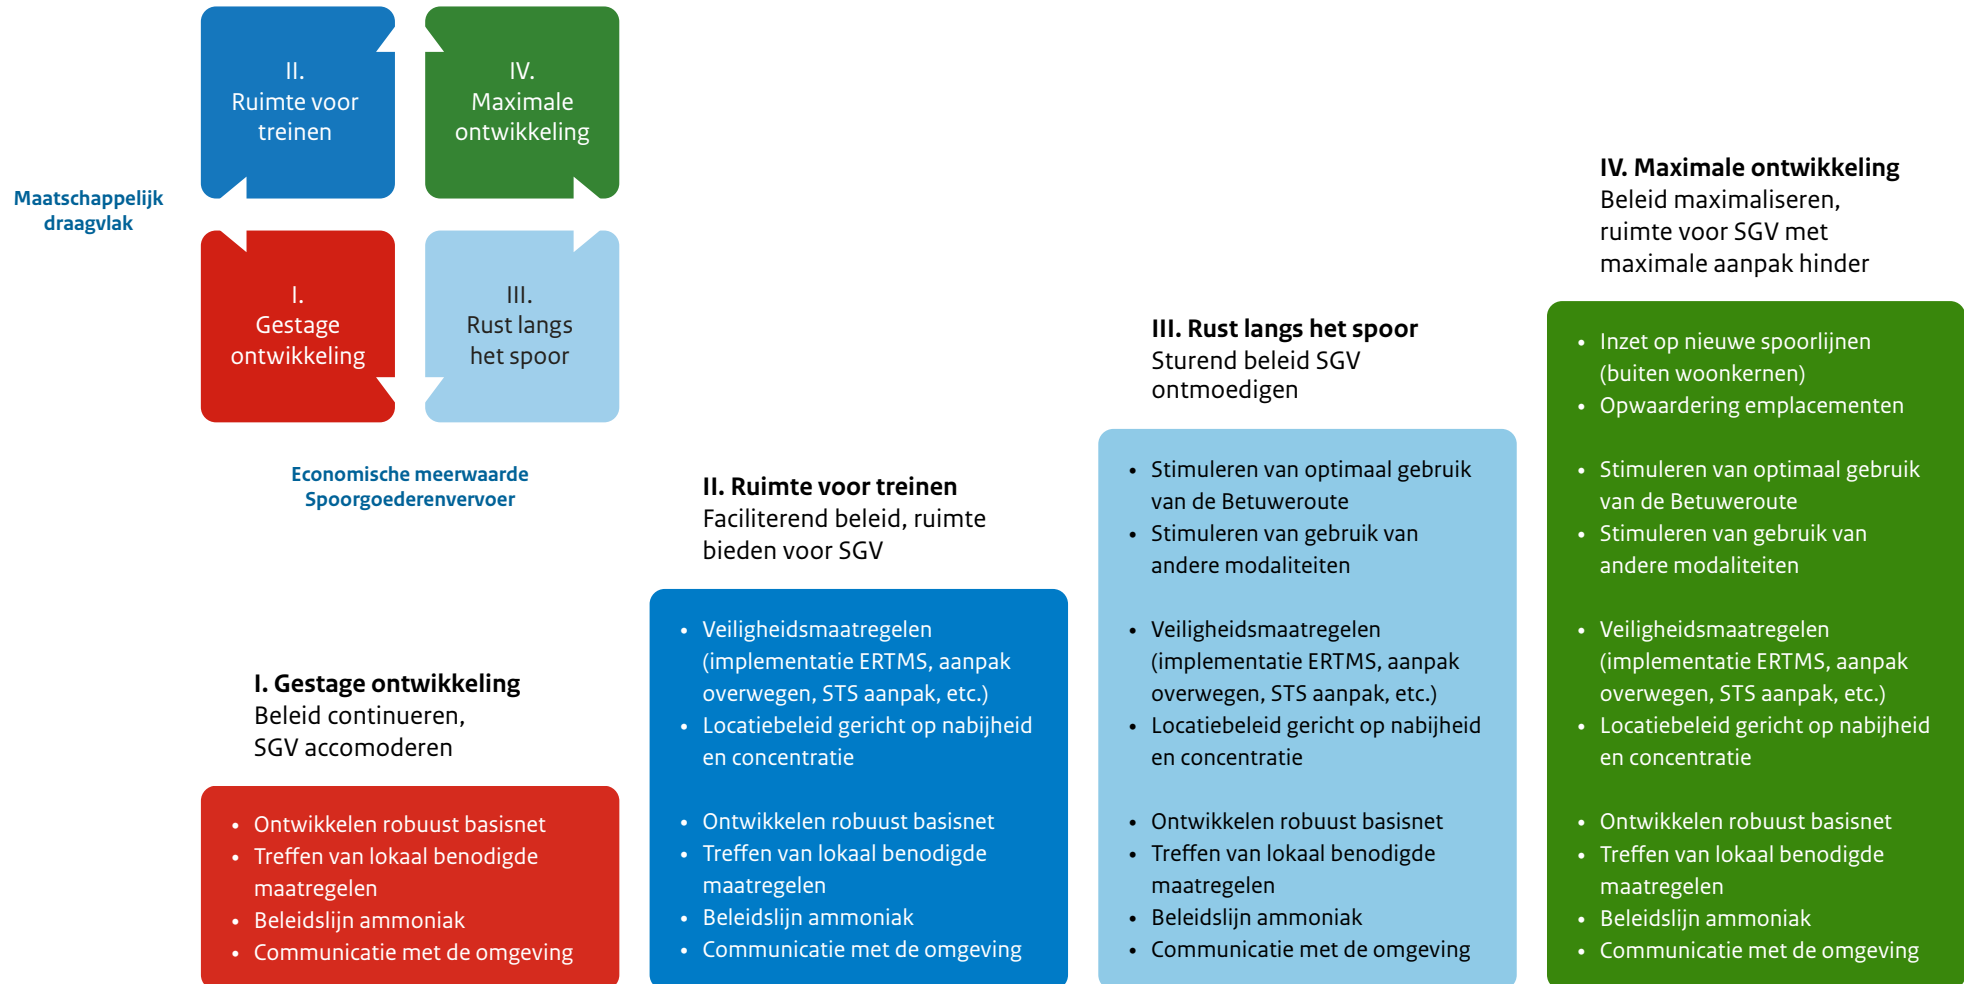 II.
Ruimte voor
treinen
IV.
Maximale
ontwikkeling
Maatschappelijk
draagvlak
I.
Gestage
ontwikkeling
III.
Rust langs
het spoor
Economische meerwaarde
Spoorgoederenvervoer
I. Gestage ontwikkeling
Beleid continueren,
SGV accomoderen
• Ontwikkelen robuust basisnet
• Treffen van lokaal benodigde
maatregelen
• Beleidslijn ammoniak
• Communicatie met de omgeving
II. Ruimte voor treinen
Faciliterend beleid, ruimte
bieden voor SGV
• Veiligheidsmaatregelen
(implementatie ERTMS, aanpak
overwegen, STS aanpak, etc.)
• Locatiebeleid gericht op nabijheid
en concentratie
• Ontwikkelen robuust basisnet
• Treffen van lokaal benodigde
maatregelen
• Beleidslijn ammoniak
• Communicatie met de omgeving
III. Rust langs het spoor
Sturend beleid SGV
ontmoedigen
• Stimuleren van optimaal gebruik
van de Betuweroute
• Stimuleren van gebruik van
andere modaliteiten
• Veiligheidsmaatregelen
(implementatie ERTMS, aanpak
overwegen, STS aanpak, etc.)
• Locatiebeleid gericht op nabijheid
en concentratie
• Ontwikkelen robuust basisnet
• Treffen van lokaal benodigde
maatregelen
• Beleidslijn ammoniak
• Communicatie met de omgeving
IV. Maximale ontwikkeling
Beleid maximaliseren,
ruimte voor SGV met
maximale aanpak hinder
• Inzet op nieuwe spoorlijnen
(buiten woonkernen)
• Opwaardering emplacementen
• Stimuleren van optimaal gebruik
van de Betuweroute
• Stimuleren van gebruik van
andere modaliteiten
• Veiligheidsmaatregelen
(implementatie ERTMS, aanpak
overwegen, STS aanpak, etc.)
• Locatiebeleid gericht op nabijheid
en concentratie
• Ontwikkelen robuust basisnet
• Treffen van lokaal benodigde
maatregelen
• Beleidslijn ammoniak
• Communicatie met de omgeving